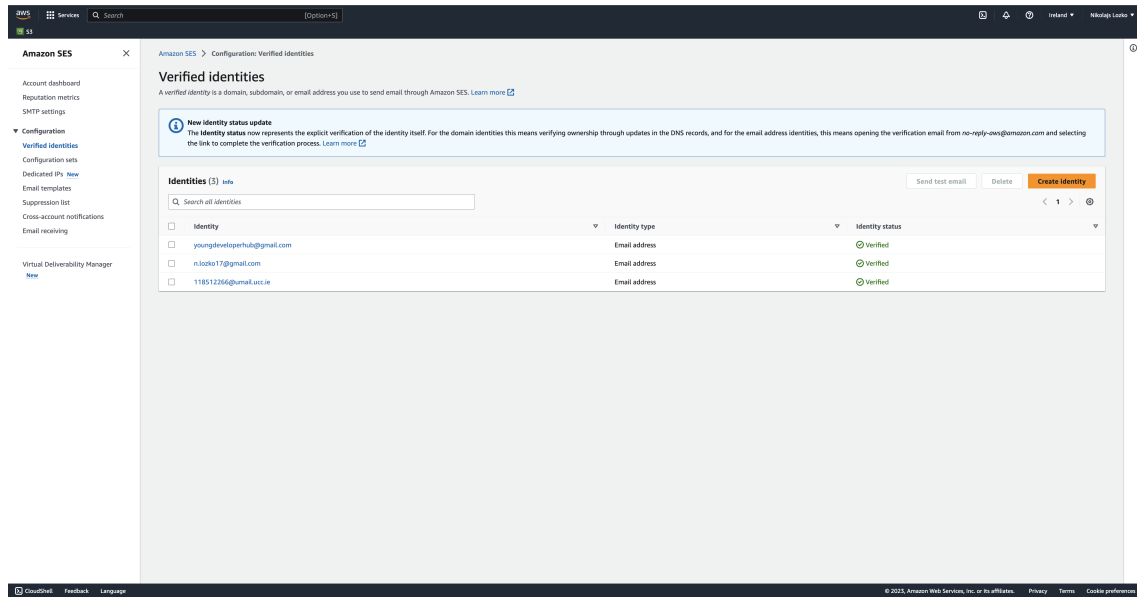 aws
Services
Search
[Option+S]
Ireland
Nikolajs Lozko
S3
Amazon SES
Account dashboard
Reputation metrics
SMTP settings
Configuration
Verified identities
Configuration sets
Dedicated IPs New
Email templates
Suppression list
Cross-account notifications
Email receiving
Virtual Deliverability Manager
New
Amazon SES > Configuration: Verified identities
Verified identities
A verified identity is a domain, subdomain, or email address you use to send email through Amazon SES. Learn more
New identity status update
The Identity status now represents the explicit verification of the identity itself. For the domain identities this means verifying ownership through updates in the DNS records, and for the email address identities, this means opening the verification email from no-reply-aws@amazon.com and selecting
the link to complete the verification process. Learn more
Identities (3) Info
Send test email
Delete
Create identity
Search all identities
< 1 >
Identity Identity type Identity status
youngdeveloperhub@gmail.com Email address Verified
n.lozko17@gmail.com Email address Verified
118512266@umail.ucc.ie Email address Verified
CloudShell Feedback Language
© 2023, Amazon Web Services, Inc. or its affiliates. Privacy Terms Cookie preferences